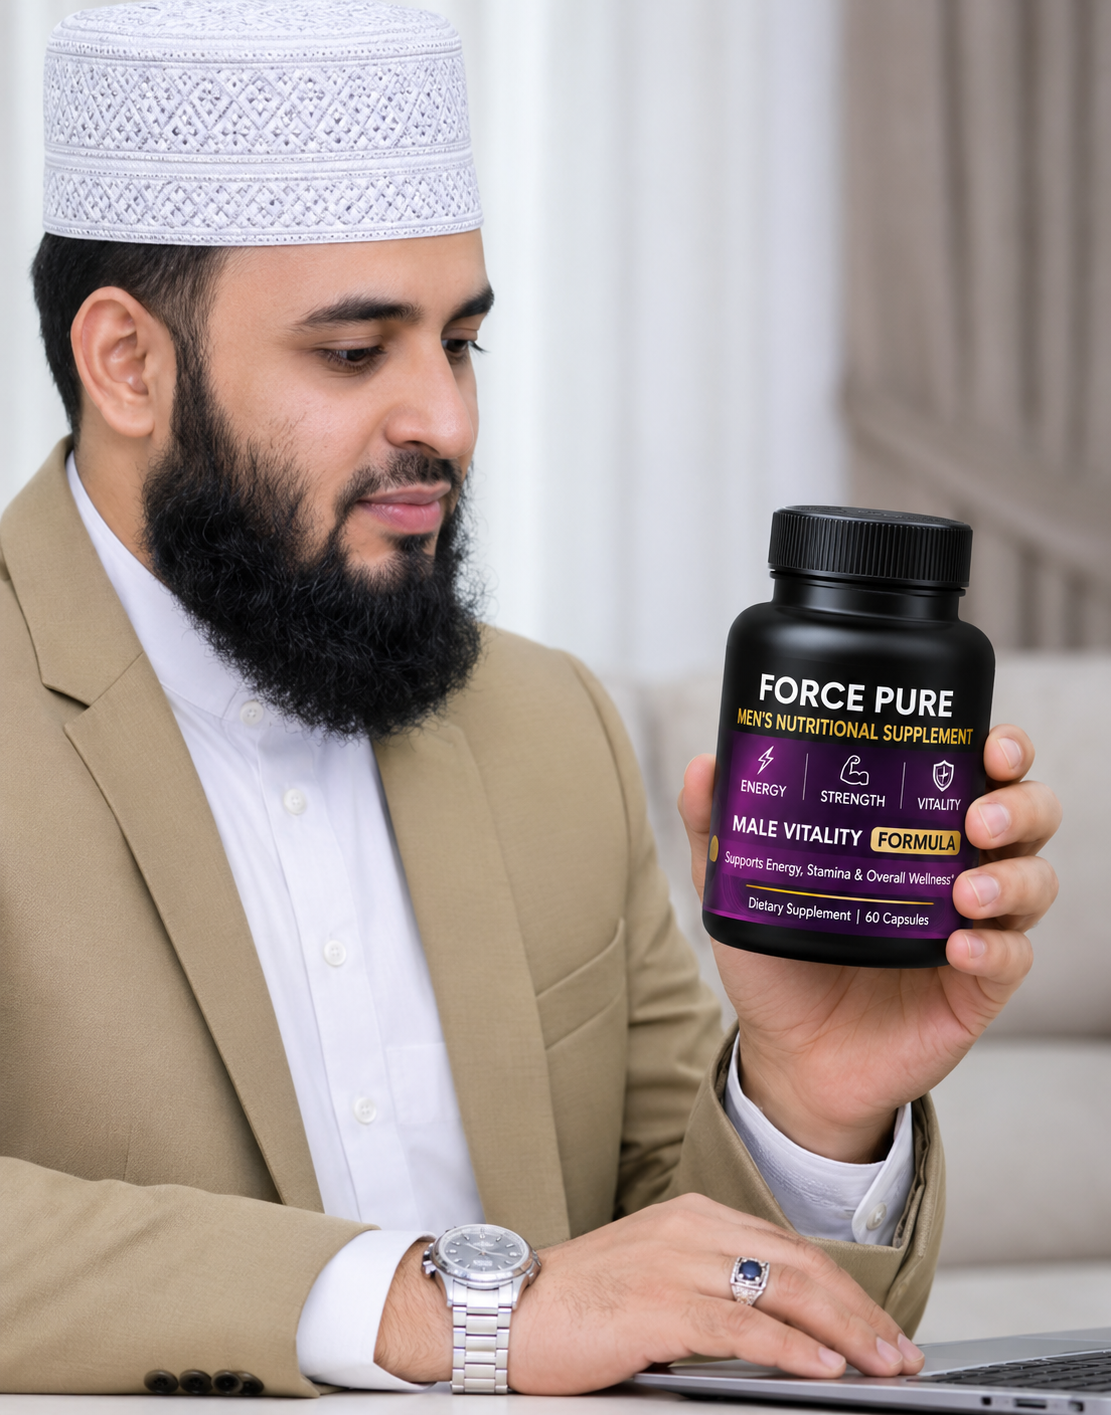 FORCE PURE
MEN'S NUTRITIONAL SUPPLEMENT
ENERGY
STRENGTH
VITALITY
MALE VITALITY FORMULA
Supports Energy, Stamina & Overall Wellness*
Dietary Supplement | 60 Capsules